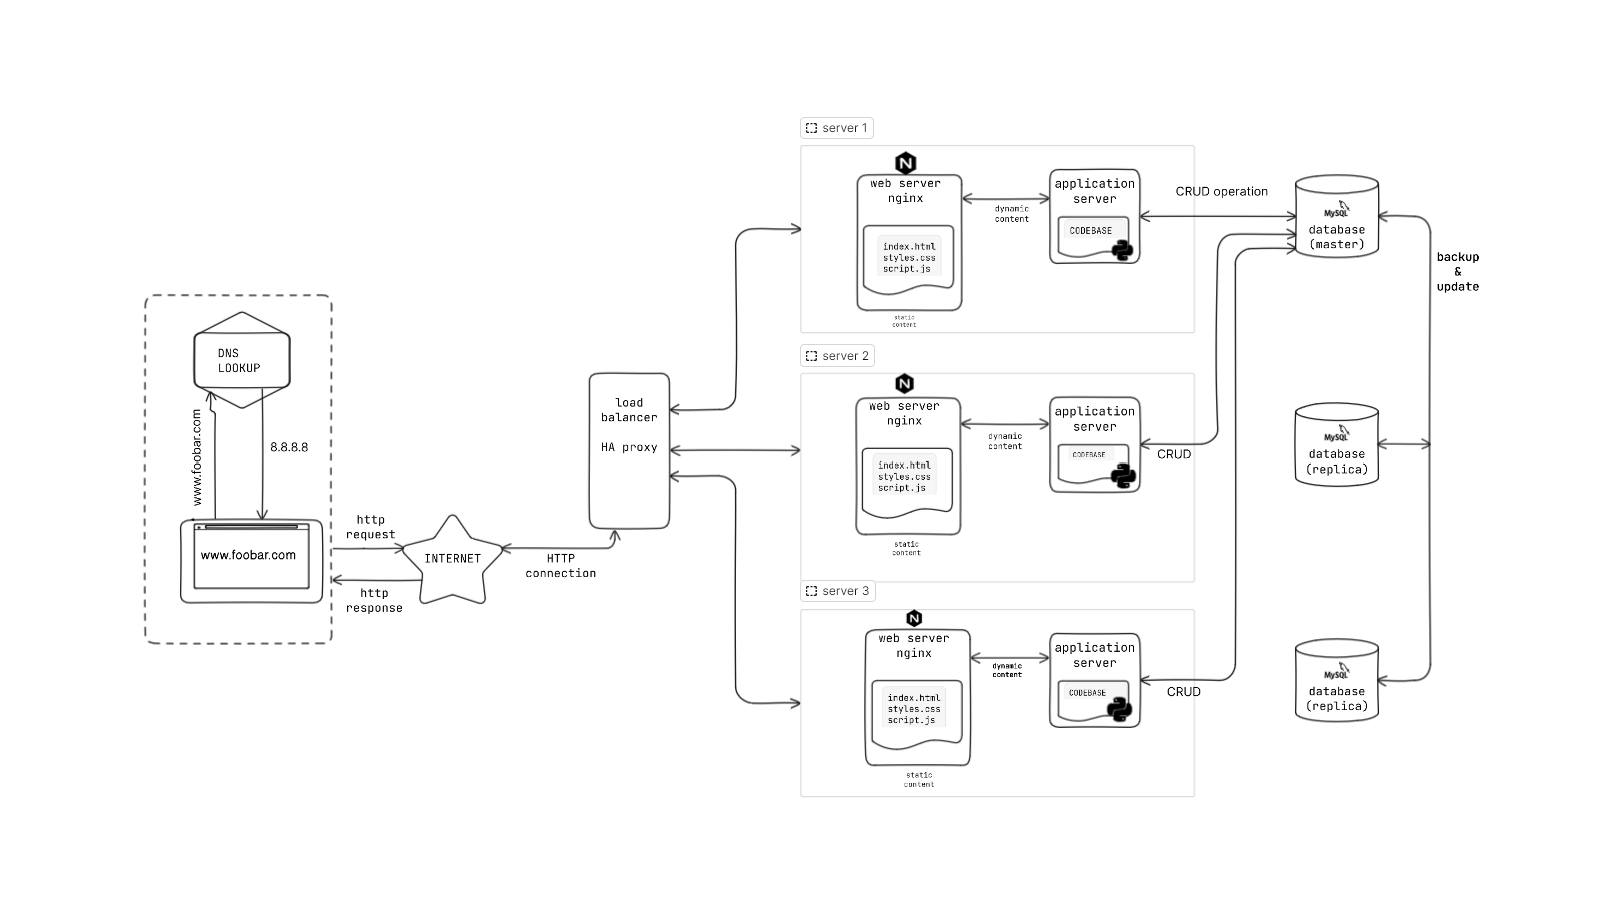 DNS
LOOKUP
www.foobar.com
8.8.8.8
www.foobar.com
http
request
http
response
INTERNET
HTTP
connection
load
balancer
HA proxy
server 1
N
web server
nginx
index.html
styles.css
script.js
static
content
dynamic
content
application
server
CODEBASE
CRUD operation
server 2
N
web server
nginx
index.html
styles.css
script.js
static
content
dynamic
content
application
server
CODEBASE
CRUD
server 3
N
web server
nginx
index.html
styles.css
script.js
static
content
dynamic
content
application
server
CODEBASE
CRUD
MySQL
database
(master)
MySQL
database
(replica)
MySQL
database
(replica)
backup
&
update